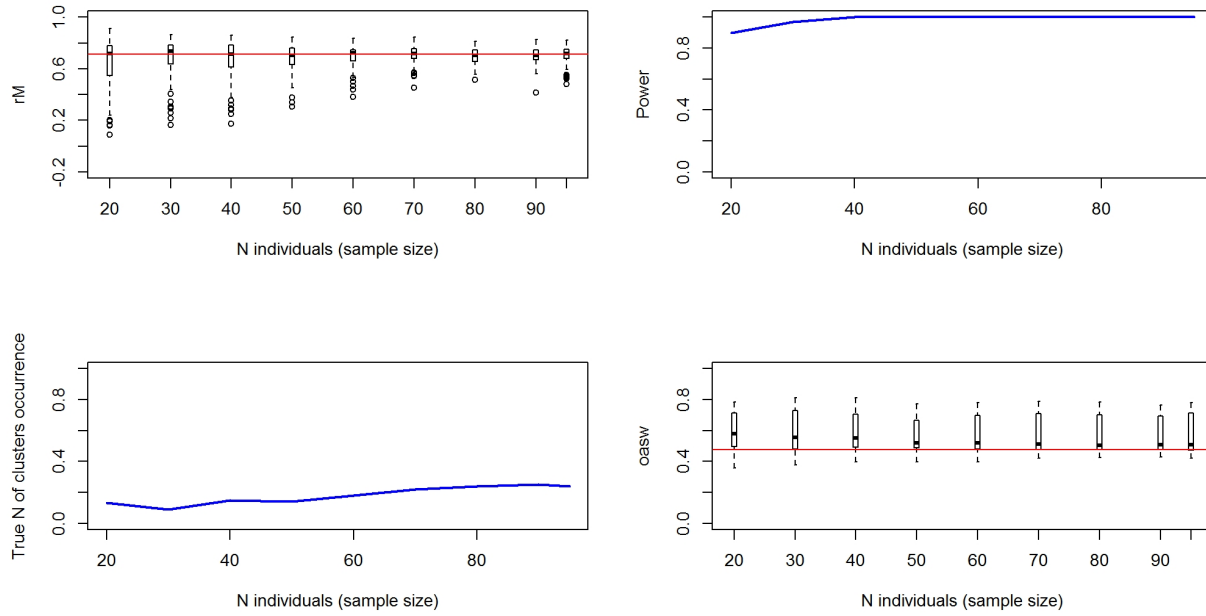 rM
1.0
0.6
0.2
-0.2
20 30 40 50 60 70 80 90
N individuals (sample size)
Power
0.8
0.4
0.0
20 40 60 80
N individuals (sample size)
True N of clusters occurrence
0.8
0.4
0.0
20 40 60 80
N individuals (sample size)
oasw
0.8
0.4
0.0
20 30 40 50 60 70 80 90
N individuals (sample size)